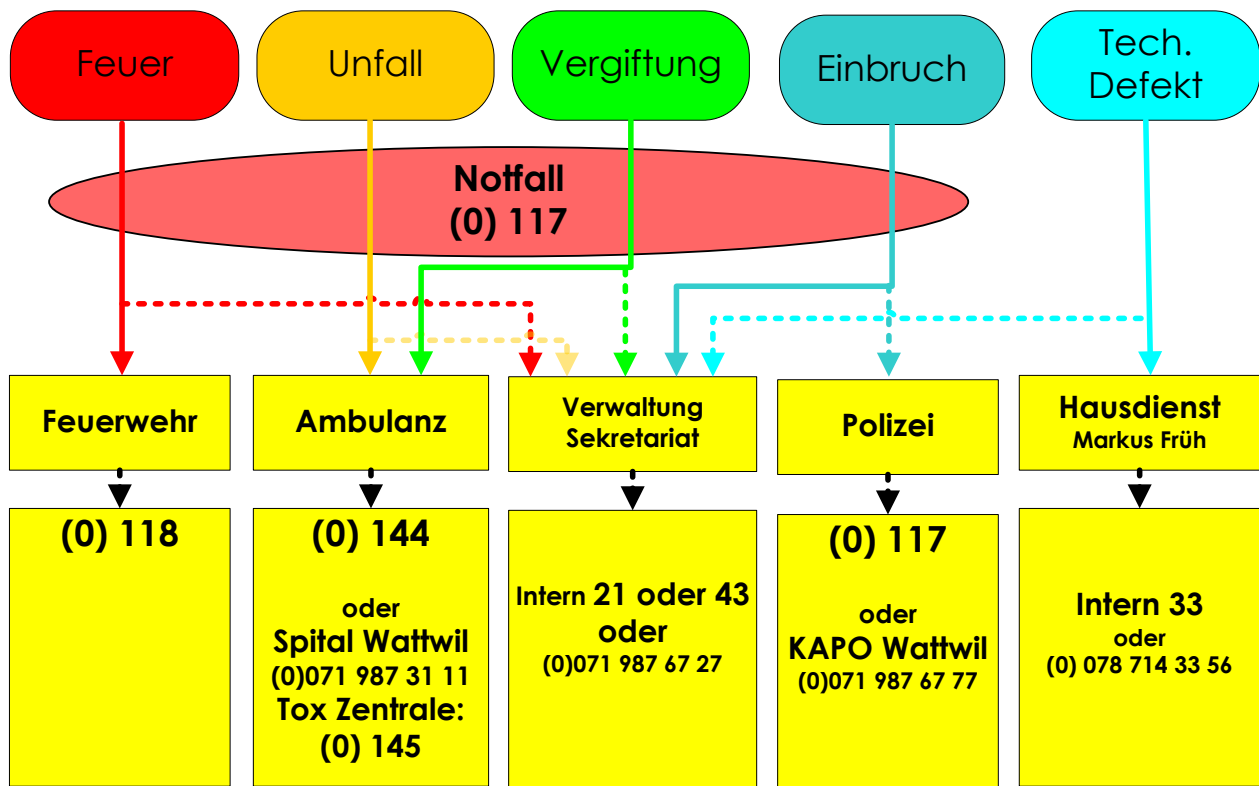 Feuer
Unfall
Vergiftung
Einbruch
Tech.
Defekt
Notfall
(0) 117
Feuerwehr
Ambulanz
Verwaltung
Sekretariat
Polizei
Hausdienst
Markus Früh
(0) 118
(0) 144
oder
Spital Wattwil
(0)071 987 31 11
Tox Zentrale:
(0) 145
Intern 21 oder 43
oder
(0)071 987 67 27
(0) 117
oder
KAPO Wattwil
(0)071 987 67 77
Intern 33
oder
(0) 078 714 33 56